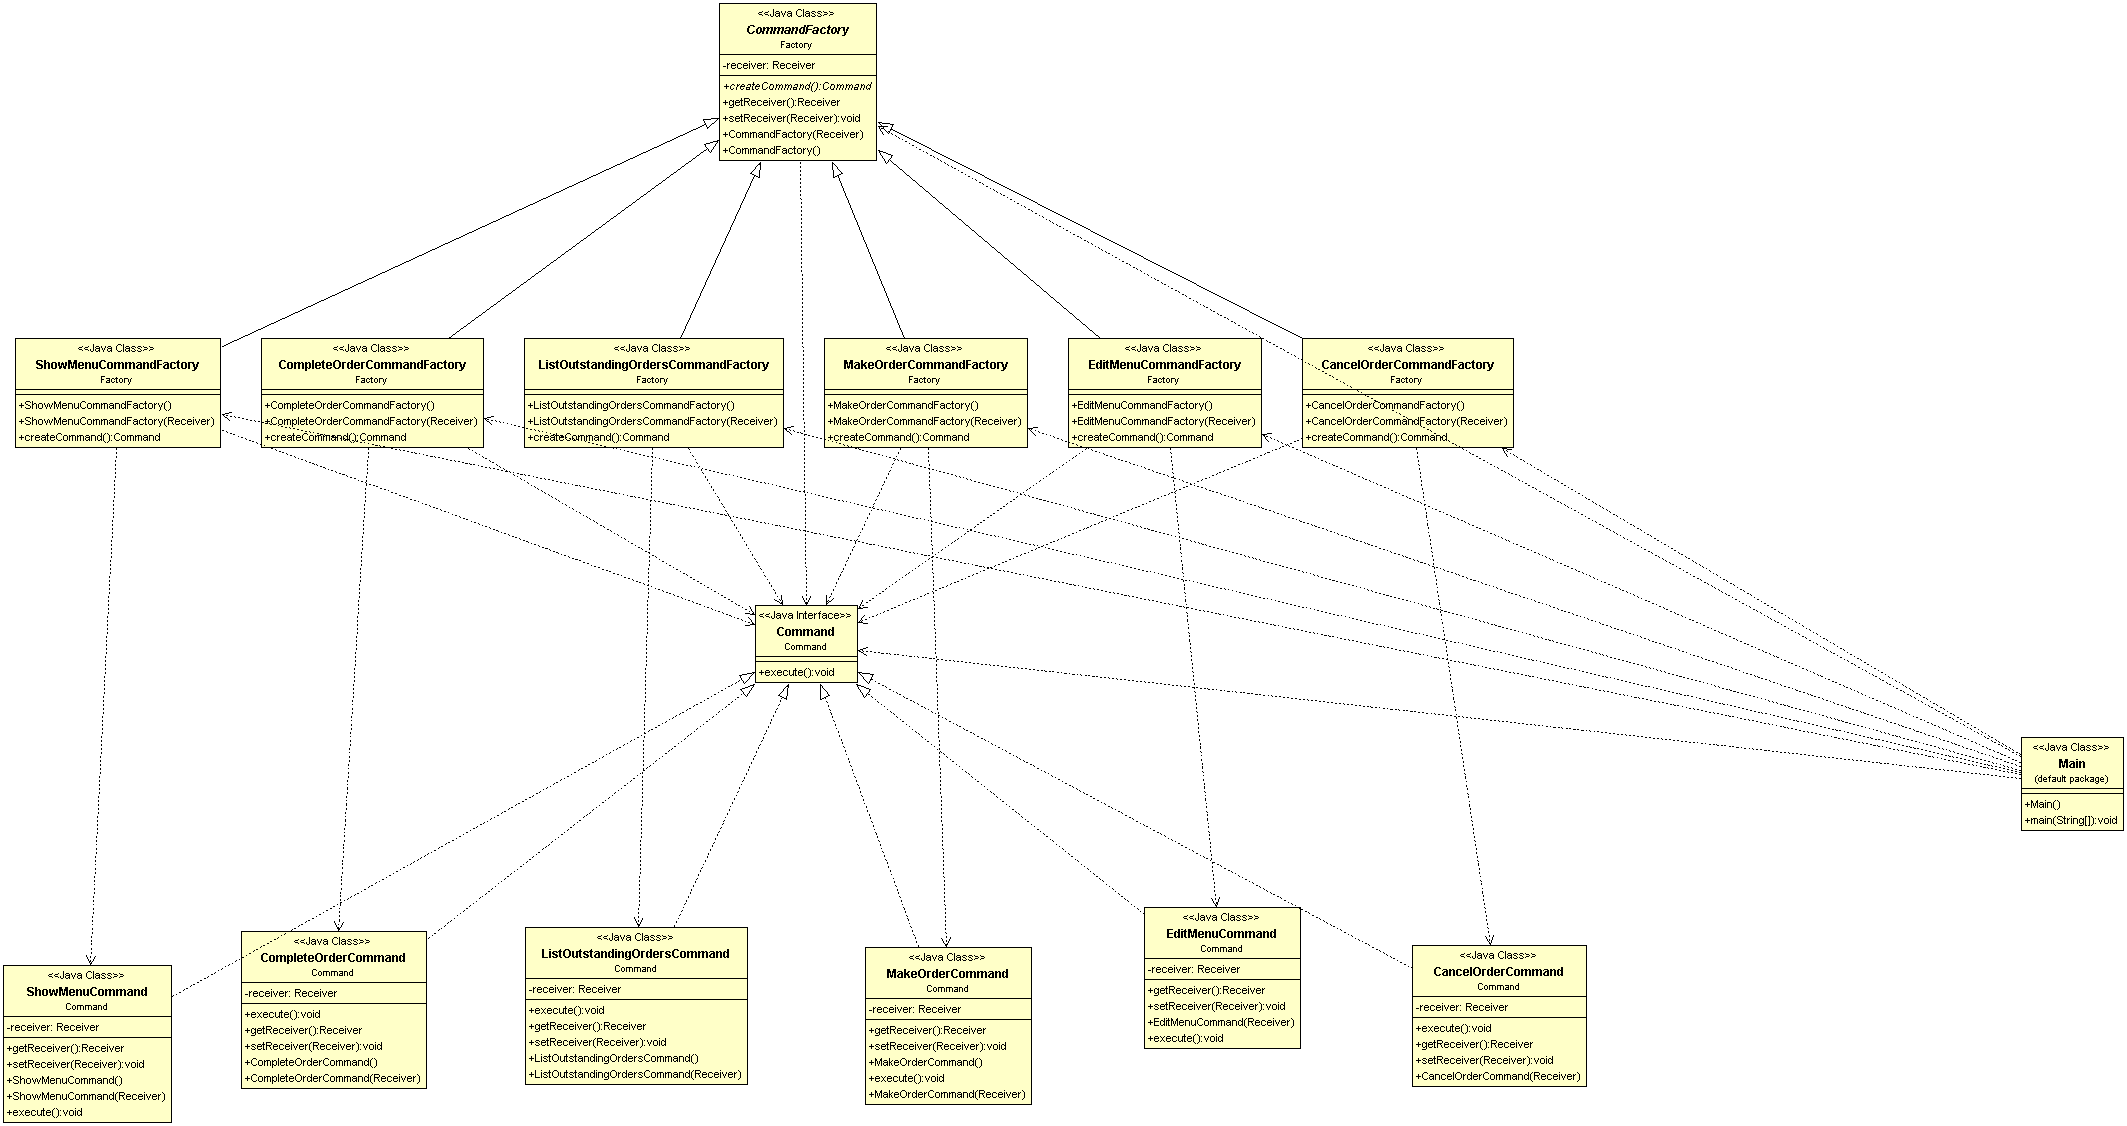 <<Java Class>>
CommandFactory
Factory
-receiver: Receiver
+createCommand():Command
+getReceiver():Receiver
+setReceiver(Receiver):void
+CommandFactory(Receiver)
+CommandFactory()
<<Java Class>>
ShowMenuCommandFactory
Factory
+ShowMenuCommandFactory()
+ShowMenuCommandFactory(Receiver)
+createCommand():Command
<<Java Class>>
CompleteOrderCommandFactory
Factory
+CompleteOrderCommandFactory()
+CompleteOrderCommandFactory(Receiver)
+createCommand():Command
<<Java Class>>
ListOutstandingOrdersCommandFactory
Factory
+ListOutstandingOrdersCommandFactory()
+ListOutstandingOrdersCommandFactory(Receiver)
+createCommand():Command
<<Java Class>>
MakeOrderCommandFactory
Factory
+MakeOrderCommandFactory()
+MakeOrderCommandFactory(Receiver)
+createCommand():Command
<<Java Class>>
EditMenuCommandFactory
Factory
+EditMenuCommandFactory()
+EditMenuCommandFactory(Receiver)
+createCommand():Command
<<Java Class>>
CancelOrderCommandFactory
Factory
+CancelOrderCommandFactory()
+CancelOrderCommandFactory(Receiver)
+createCommand():Command
<<Java Interface>>
Command
Command
+execute():void
<<Java Class>>
Main
(default package)
+Main()
+main(String[]):void
<<Java Class>>
ShowMenuCommand
Command
-receiver: Receiver
+getReceiver():Receiver
+setReceiver(Receiver):void
+ShowMenuCommand()
+ShowMenuCommand(Receiver)
+execute():void
<<Java Class>>
CompleteOrderCommand
Command
-receiver: Receiver
+execute():void
+getReceiver():Receiver
+setReceiver(Receiver):void
+CompleteOrderCommand()
+CompleteOrderCommand(Receiver)
<<Java Class>>
ListOutstandingOrdersCommand
Command
-receiver: Receiver
+execute():void
+getReceiver():Receiver
+setReceiver(Receiver):void
+ListOutstandingOrdersCommand()
+ListOutstandingOrdersCommand(Receiver)
<<Java Class>>
MakeOrderCommand
Command
-receiver: Receiver
+getReceiver():Receiver
+setReceiver(Receiver):void
+MakeOrderCommand()
+execute():void
+MakeOrderCommand(Receiver)
<<Java Class>>
EditMenuCommand
Command
-receiver: Receiver
+getReceiver():Receiver
+setReceiver(Receiver):void
+EditMenuCommand(Receiver)
+execute():void
<<Java Class>>
CancelOrderCommand
Command
-receiver: Receiver
+execute():void
+getReceiver():Receiver
+setReceiver(Receiver):void
+CancelOrderCommand(Receiver)